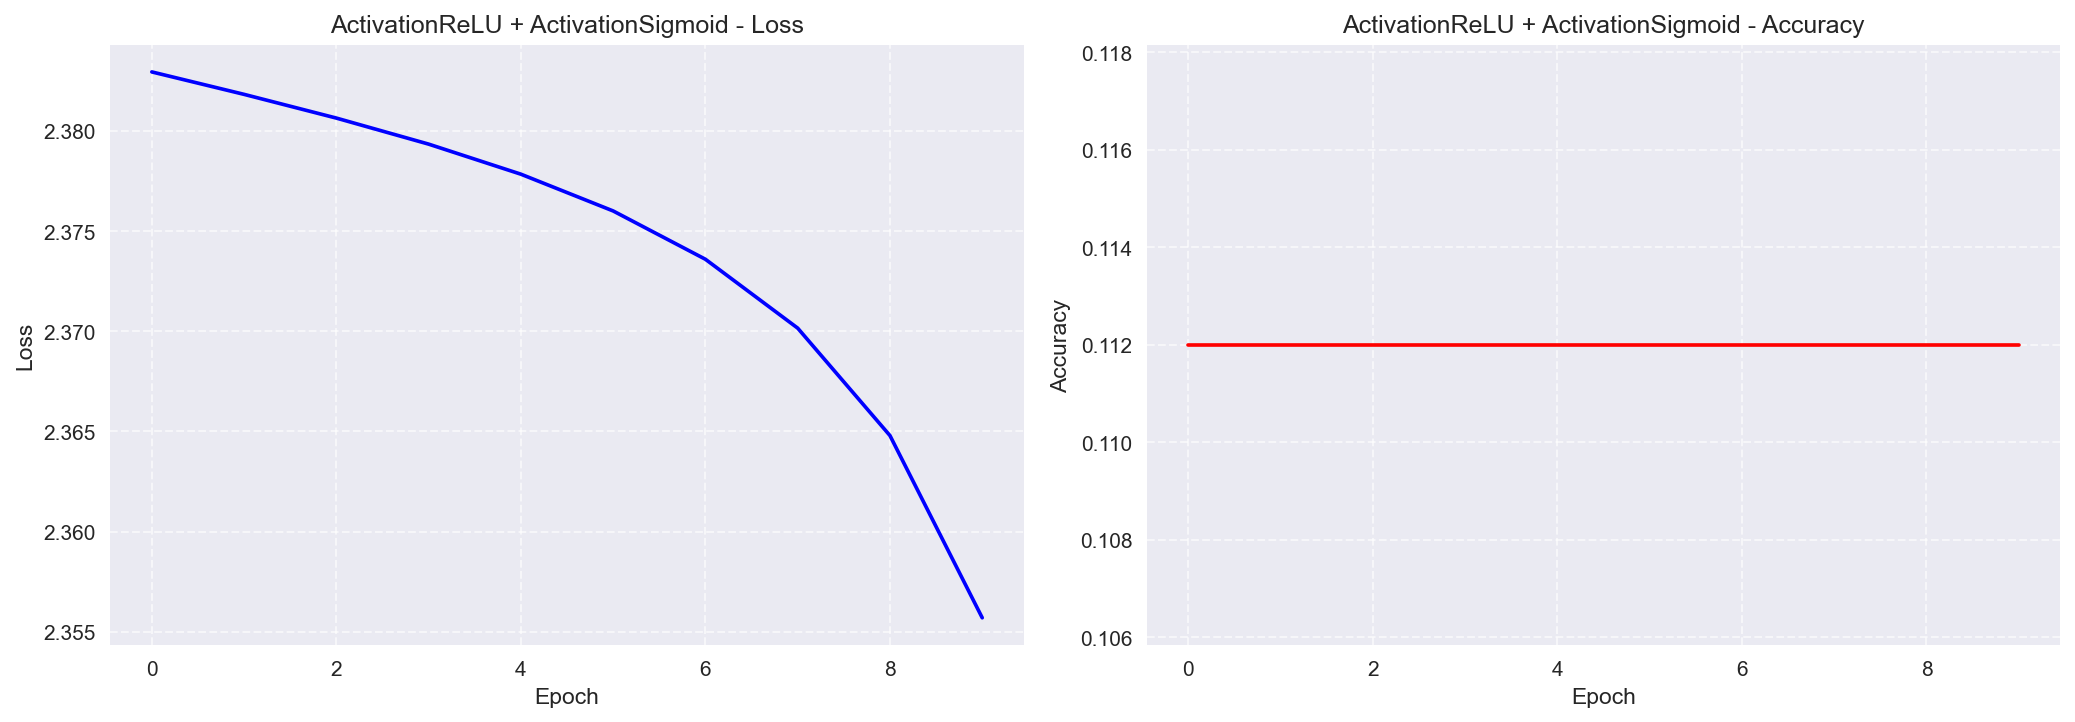 ActivationReLU + ActivationSigmoid - Loss
2.380
2.375
2.370
2.365
2.360
2.355
Loss
0 2 4 6 8
Epoch
ActivationReLU + ActivationSigmoid - Accuracy
0.118
0.116
0.114
0.112
0.110
0.108
0.106
Accuracy
0 2 4 6 8
Epoch